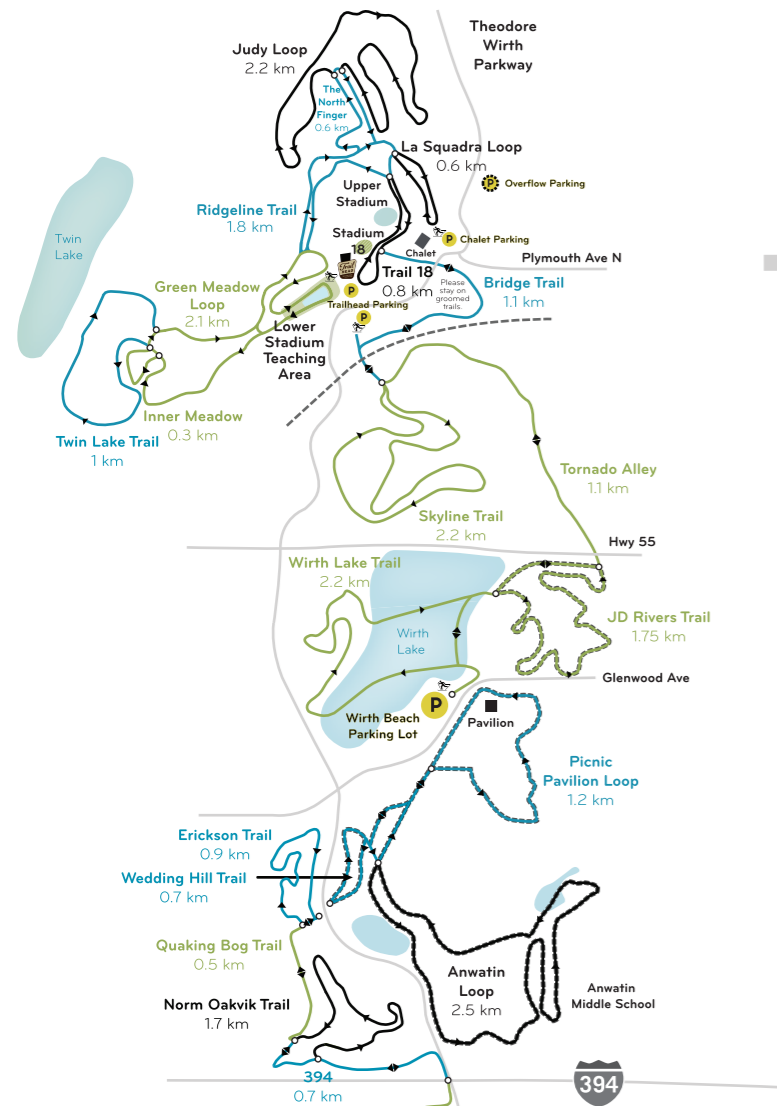 Theodore
Wirth
Parkway
Judy Loop
2.2 km
The
North
Finger
0.6 km
La Squadra Loop
0.6 km
P
Overflow Parking
Upper
Stadium
Ridgeline Trail
1.8 km
Twin
Lake
Stadium
18
P
Chalet Parking
Chalet
Plymouth Ave N
Trail 18
0.8 km
Please
stay on
groomed
trails.
Bridge Trail
1.1 km
Green Meadow
Loop
2.1 km
P
Trailhead Parking
P
Lower
Stadium
Teaching
Area
Inner Meadow
0.3 km
Twin Lake Trail
1 km
Tornado Alley
1.1 km
Skyline Trail
2.2 km
Hwy 55
Wirth Lake Trail
2.2 km
JD Rivers Trail
1.75 km
Wirth
Lake
Glenwood Ave
P
Wirth Beach
Parking Lot
Pavilion
Picnic
Pavilion Loop
1.2 km
Erickson Trail
0.9 km
Wedding Hill Trail
0.7 km
Quaking Bog Trail
0.5 km
Anwatin
Loop
2.5 km
Anwatin
Middle School
Norm Oakvik Trail
1.7 km
394
0.7 km
394